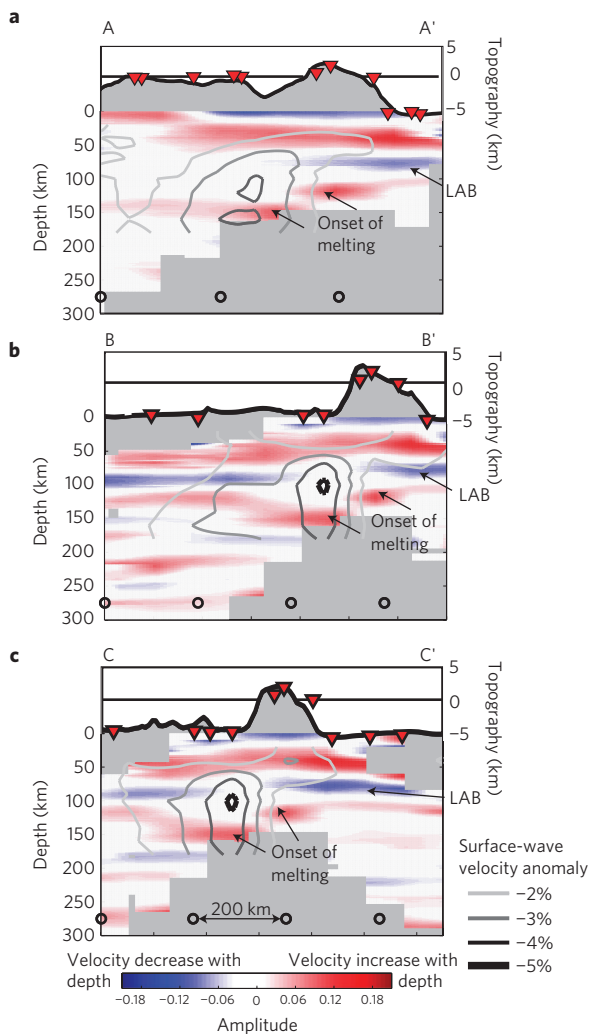 a
A
A'
5
0
−5
Topography (km)
0
50
100
150
200
250
300
Depth (km)
LAB
Onset of
melting
b
B
B'
5
0
−5
Topography (km)
0
50
100
150
200
250
300
Depth (km)
LAB
Onset of
melting
c
C
C'
5
0
−5
Topography (km)
0
50
100
150
200
250
300
Depth (km)
LAB
Onset of
melting
200 km
Surface-wave
velocity anomaly
−2%
−3%
−4%
−5%
Velocity decrease with
depth
Velocity increase with
depth
−0.18 −0.12 −0.06 0 0.06 0.12 0.18
Amplitude